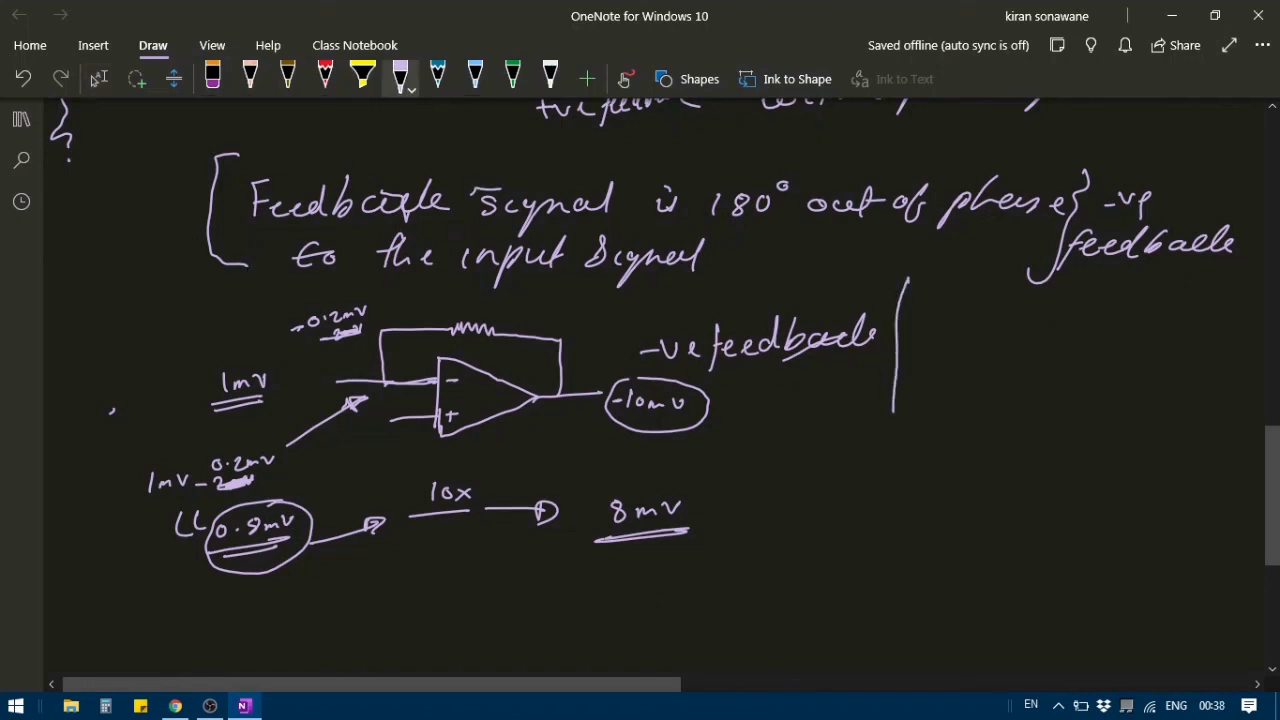 OneNote for Windows 10
kiran sonawane
Home Insert Draw View Help Class Notebook
Saved offline (auto sync is off)
Share
Shapes
Ink to Shape
Ink to Text
Feedback signal is 180° out of phase} -ve
to the input signal
feedback
-0.2mv
-ve feedback
1mv
-
-10mv
+
0.2mv
1mv -
10x
0.8mv
8mv
EN
ENG
00:38